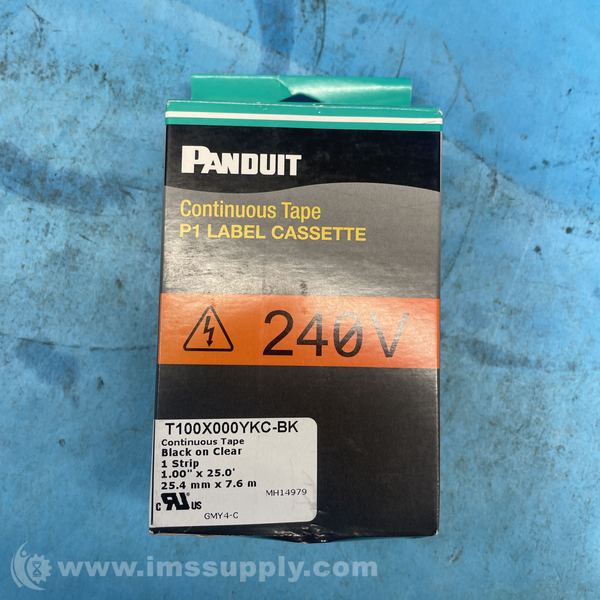 PANDUIT
Continuous Tape
P1 LABEL CASSETTE
240V
T100X000YKC-BK
Continuous Tape
Black on Clear
1 Strip
1.00" x 25.0'
25.4 mm x 7.6 m
MH14979
c RU US
GMY4-C
www.imssupply.com/